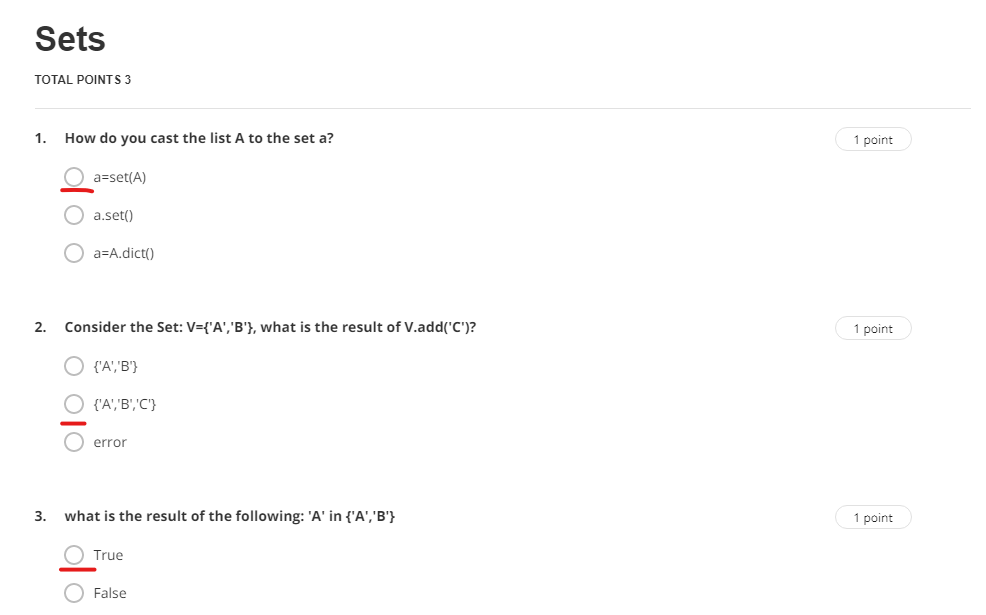 Sets
TOTAL POINTS 3
1. How do you cast the list A to the set a? 1 point
a=set(A)
a.set()
a=A.dict()
2. Consider the Set: V={'A','B'}, what is the result of V.add('C')? 1 point
{'A','B'}
{'A','B','C'}
error
3. what is the result of the following: 'A' in {'A','B'} 1 point
True
False